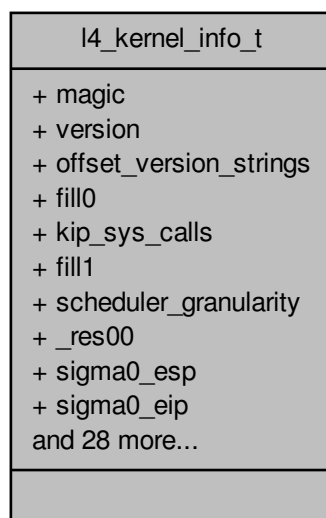 l4_kernel_info_t
+ magic
+ version
+ offset_version_strings
+ fill0
+ kip_sys_calls
+ fill1
+ scheduler_granularity
+ _res00
+ sigma0_esp
+ sigma0_eip
and 28 more...